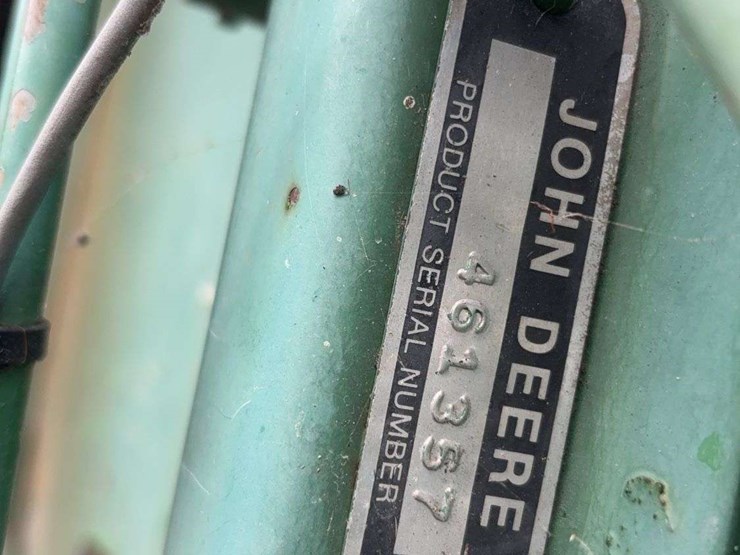 JOHN DEERE
461357
PRODUCT SERIAL NUMBER